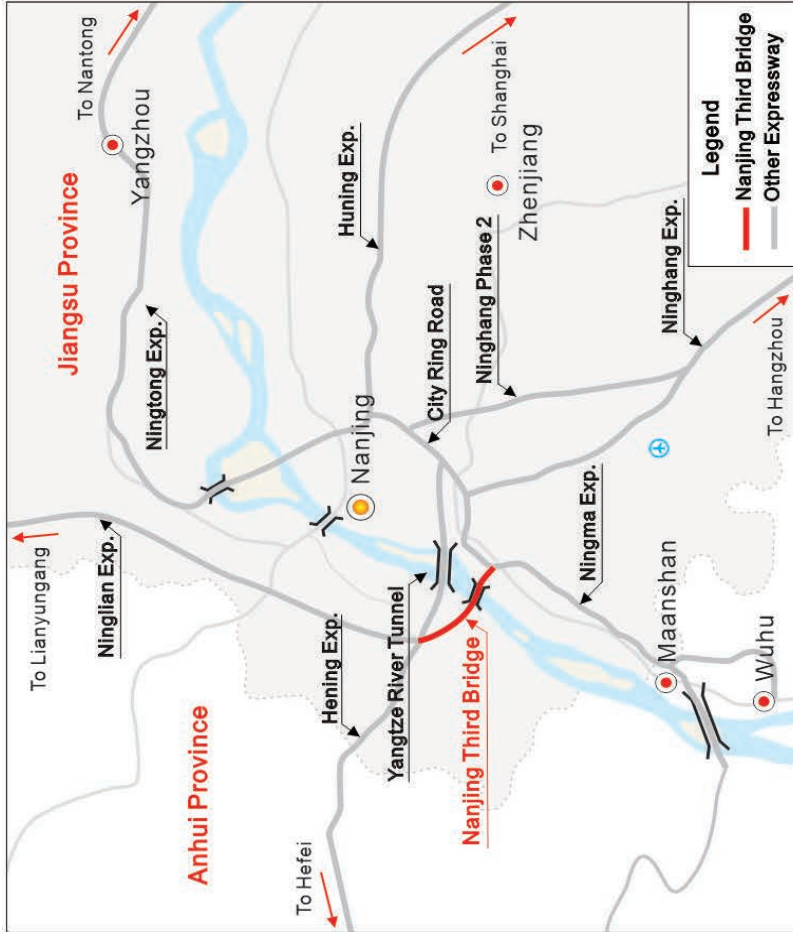 To Nantong
Yangzhou
Jiangsu Province
Ningtong Exp.
To Lianyungang
Ninglian Exp.
Anhui Province
Hening Exp.
To Hefei
Nanjing
Huning Exp.
To Shanghai
Zhenjiang
City Ring Road
Ninghang Phase 2
Ninghang Exp.
To Hangzhou
Yangtze River Tunnel
Nanjing Third Bridge
Ningma Exp.
Maanshan
Wuhu
Legend
Nanjing Third Bridge
Other Expressway